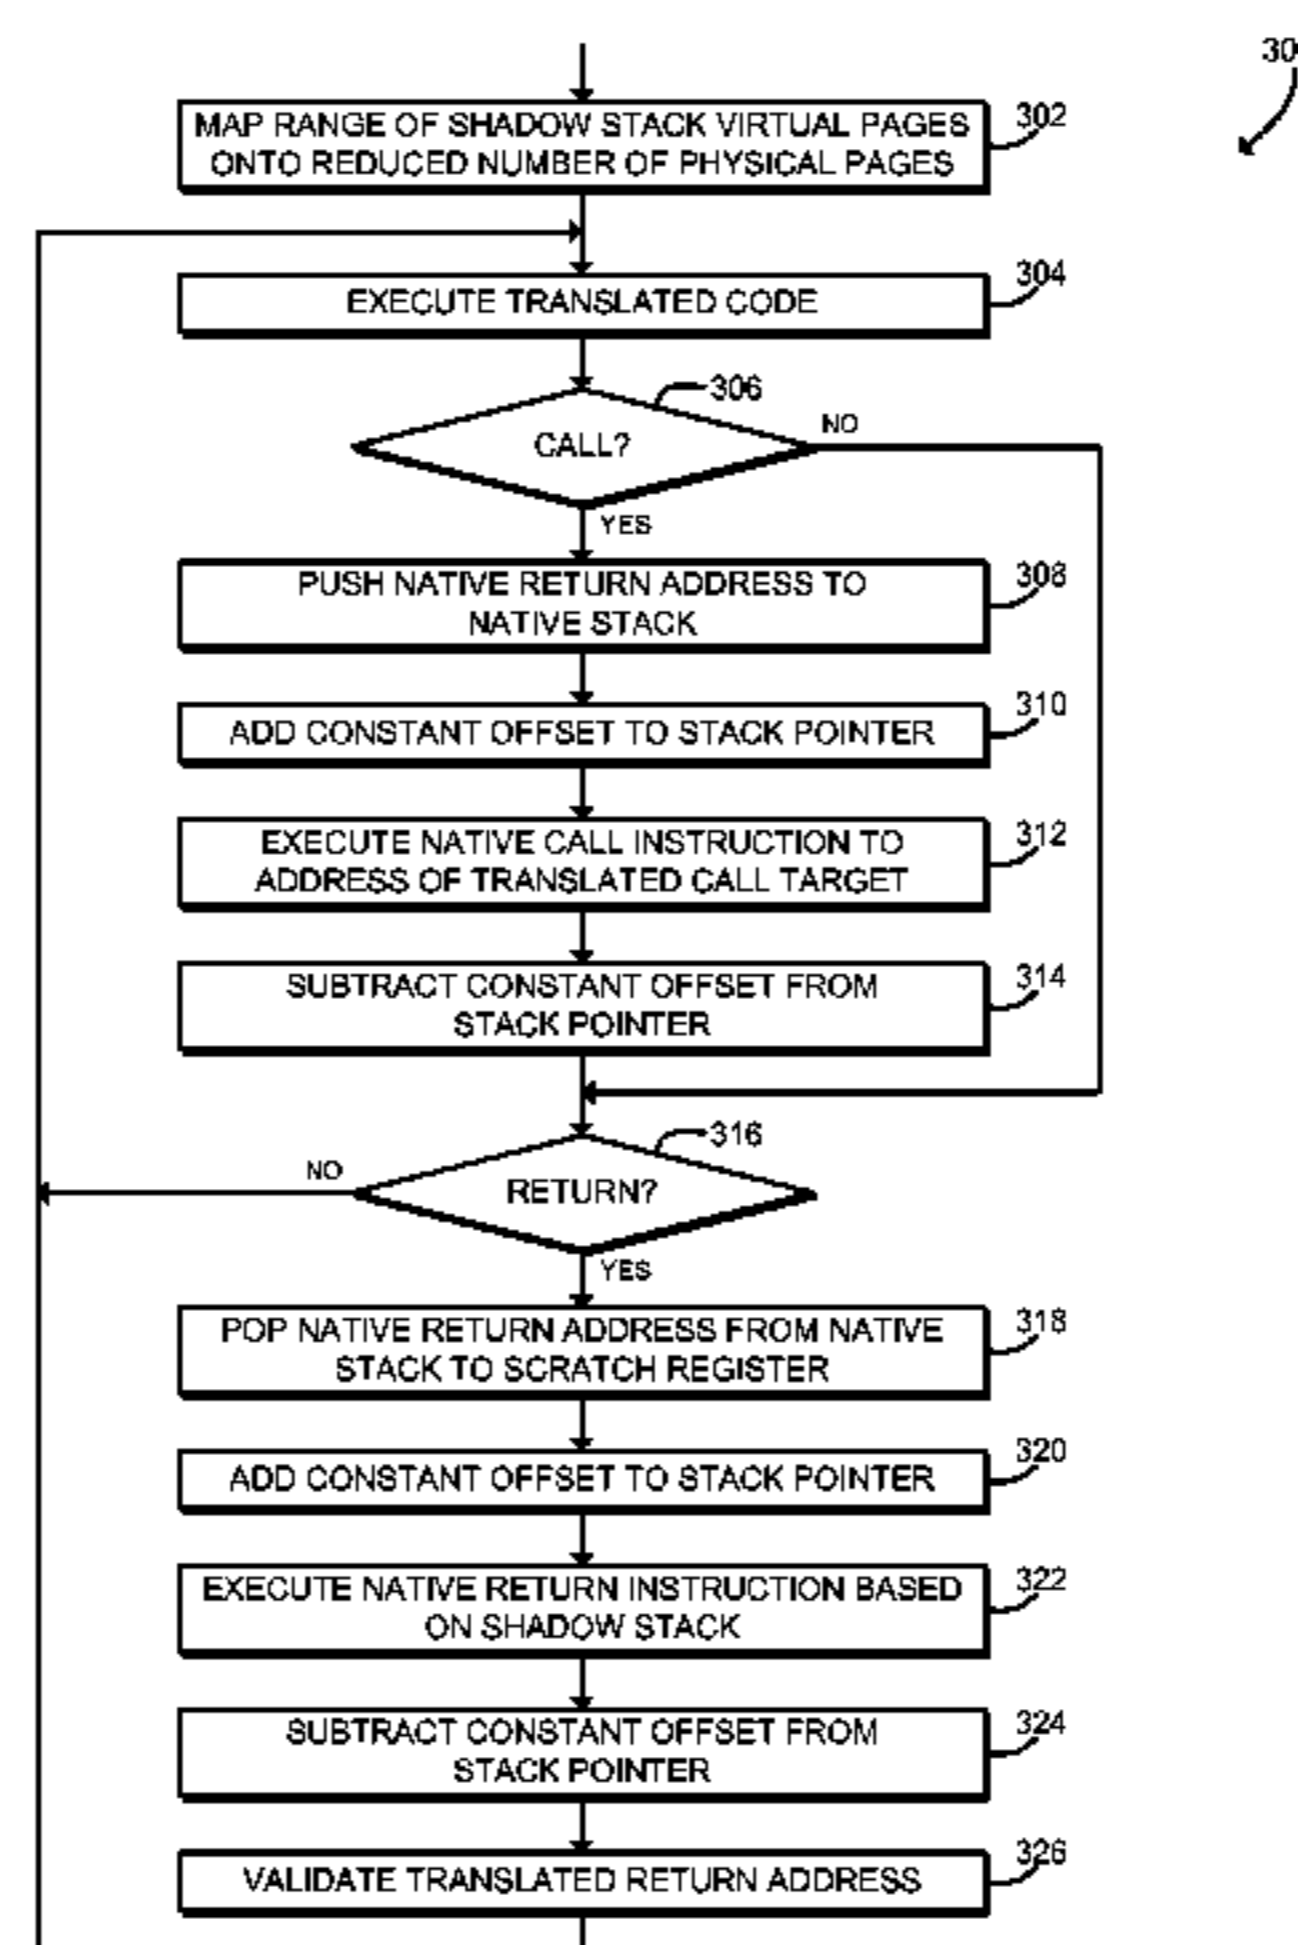 30
MAP RANGE OF SHADOW STACK VIRTUAL PAGES
ONTO REDUCED NUMBER OF PHYSICAL PAGES
302
EXECUTE TRANSLATED CODE
304
306
CALL?
NO
YES
PUSH NATIVE RETURN ADDRESS TO
NATIVE STACK
308
ADD CONSTANT OFFSET TO STACK POINTER
310
EXECUTE NATIVE CALL INSTRUCTION TO
ADDRESS OF TRANSLATED CALL TARGET
312
SUBTRACT CONSTANT OFFSET FROM
STACK POINTER
314
316
RETURN?
NO
YES
POP NATIVE RETURN ADDRESS FROM NATIVE
STACK TO SCRATCH REGISTER
318
ADD CONSTANT OFFSET TO STACK POINTER
320
EXECUTE NATIVE RETURN INSTRUCTION BASED
ON SHADOW STACK
322
SUBTRACT CONSTANT OFFSET FROM
STACK POINTER
324
VALIDATE TRANSLATED RETURN ADDRESS
326